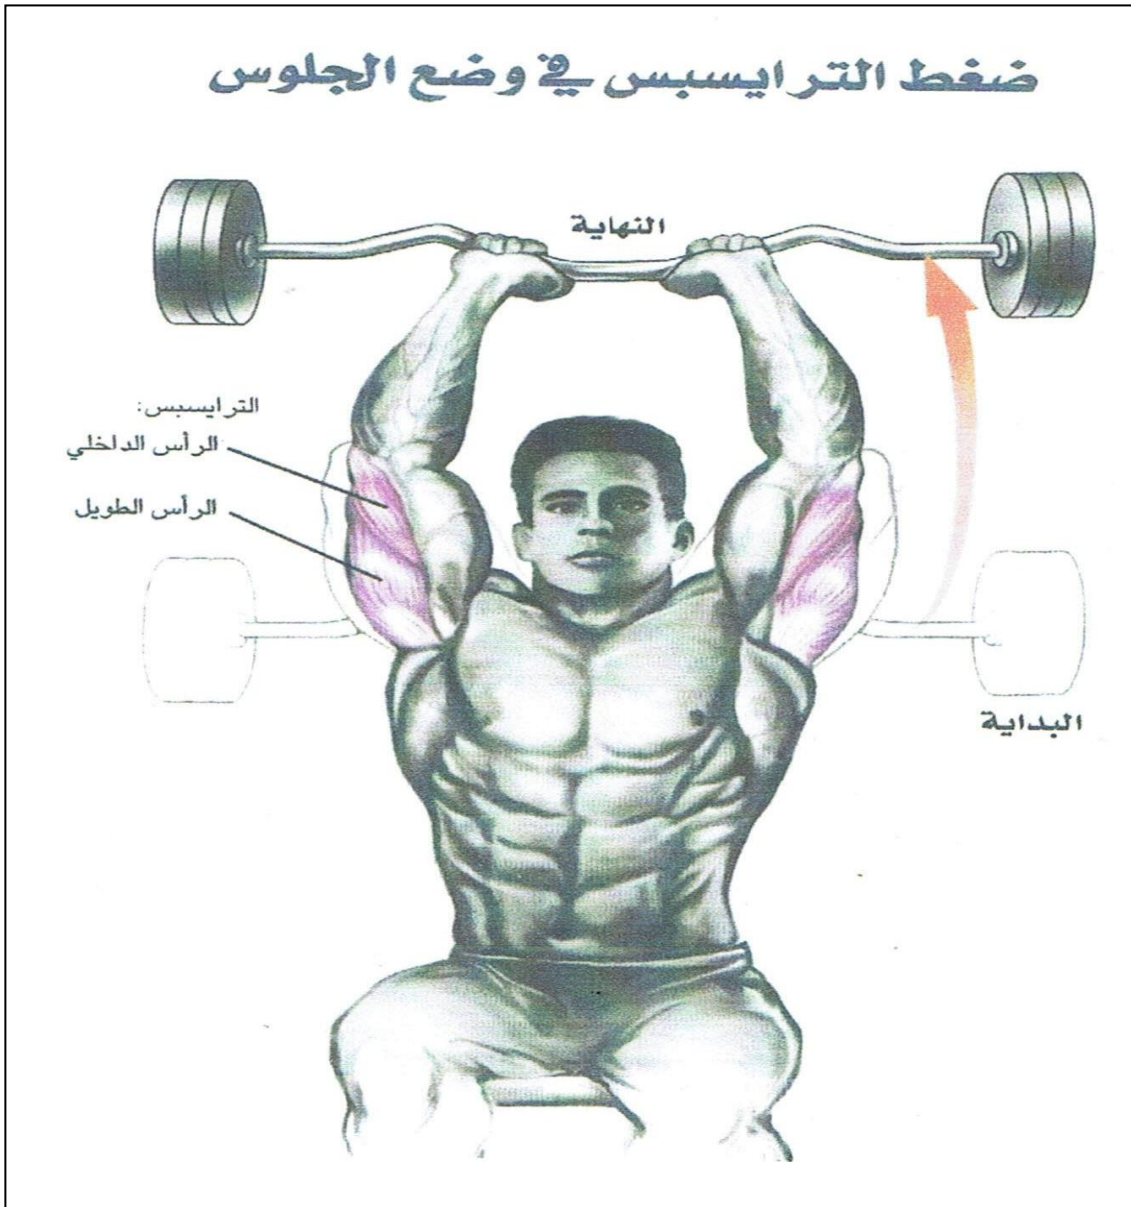 ضغط الترايسبس في وضع الجلوس
النهاية
الترايسبس:
الرأس الداخلي
الرأس الطويل
البداية